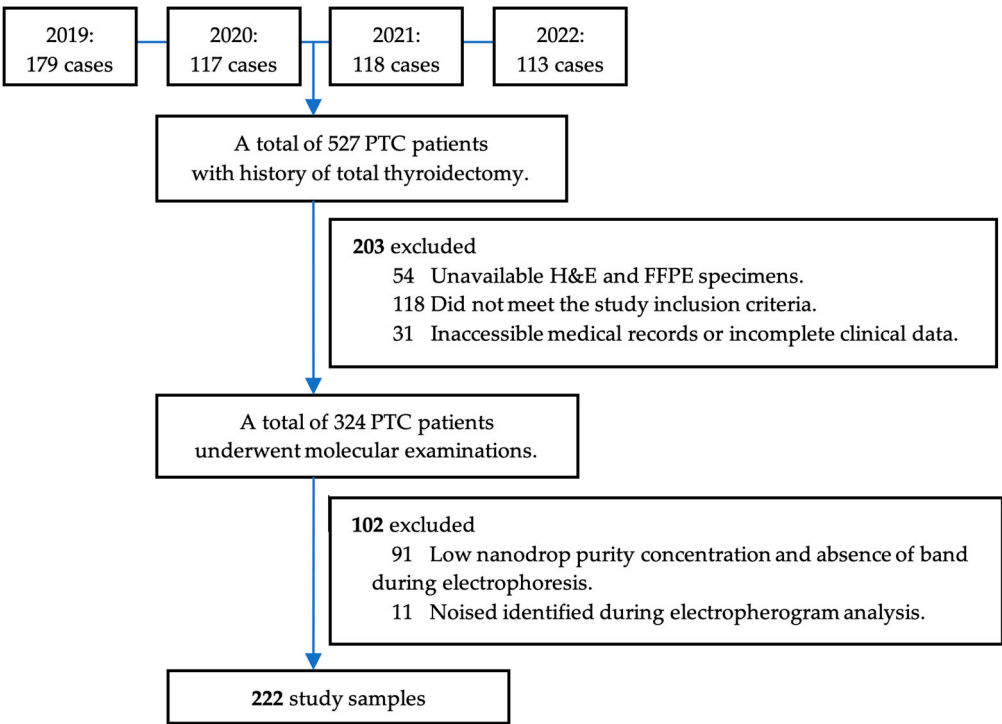 2019:
179 cases
2020:
117 cases
2021:
118 cases
2022:
113 cases
A total of 527 PTC patients
with history of total thyroidectomy.
203 excluded
54 Unavailable H&E and FFPE specimens.
118 Did not meet the study inclusion criteria.
31 Inaccessible medical records or incomplete clinical data.
A total of 324 PTC patients
underwent molecular examinations.
102 excluded
91 Low nanodrop purity concentration and absence of band
during electrophoresis.
11 Noised identified during electropherogram analysis.
222 study samples